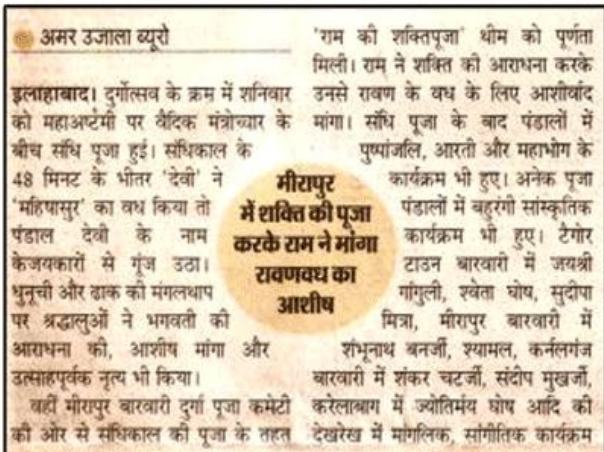 अमर उजाला ब्यूरो
इलाहाबाद। दुर्गोत्सव के क्रम में शनिवार
को महाअष्टमी पर वैदिक मंत्रोच्चार के
बीच संधि पूजा हुई। संधिकाल के
48 मिनट के भीतर 'देवी' ने
'महिषासुर' का वध किया तो
पंडाल देवी के नाम
केजयकारों से गूंज उठा।
धुनूची और ढाक की मंगलथाप
पर श्रद्धालुओं ने भगवती की
आराधना की, आशीष मांगा और
उत्साहपूर्वक नृत्य भी किया।
वहीं मीरापुर बारवारी दुर्गा पूजा कमेटी
की ओर से संधिकाल की पूजा के तहत
मीरापुर
में शक्ति की पूजा
करके राम ने मांगा
रावणवध का
आशीष
'राम की शक्तिपूजा' थीम को पूर्णता
मिली। राम ने शक्ति की आराधना करके
उनसे रावण के वध के लिए आशीर्वाद
मांगा। संधि पूजा के बाद पंडालों में
पुष्पांजलि, आरती और महाभोग के
कार्यक्रम भी हुए। अनेक पूजा
पंडालों में बहुरंगी सांस्कृतिक
कार्यक्रम भी हुए। टैगोर
टाउन बारवारी में जयश्री
गांगुली, श्वेता घोष, सुदीपा
मित्रा, मीरापुर बारवारी में
शंभूनाथ बनर्जी, श्यामल, कर्नलगंज
बारवारी में शंकर चटर्जी, संदीप मुखर्जी,
करेलाबाग में ज्योतिर्मय घोष आदि की
देखरेख में मांगलिक, सांगीतिक कार्यक्रम